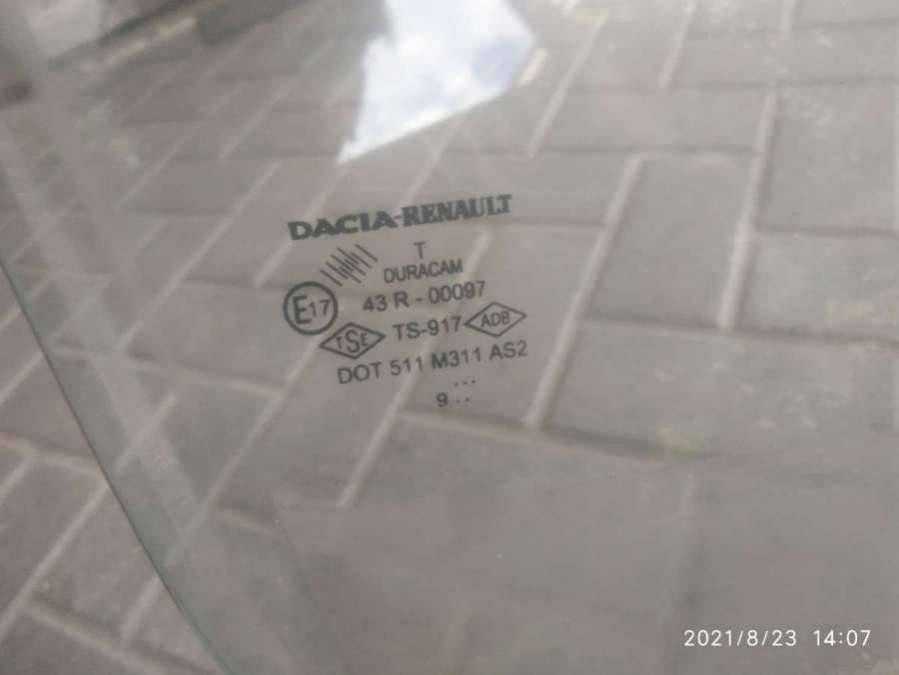 DACIA-RENAULT
T
DURACAM
E17 43 R - 00097
TSE TS-917 ADB
DOT 511 M311 AS2
...
9 ..
2021/8/23 14:07